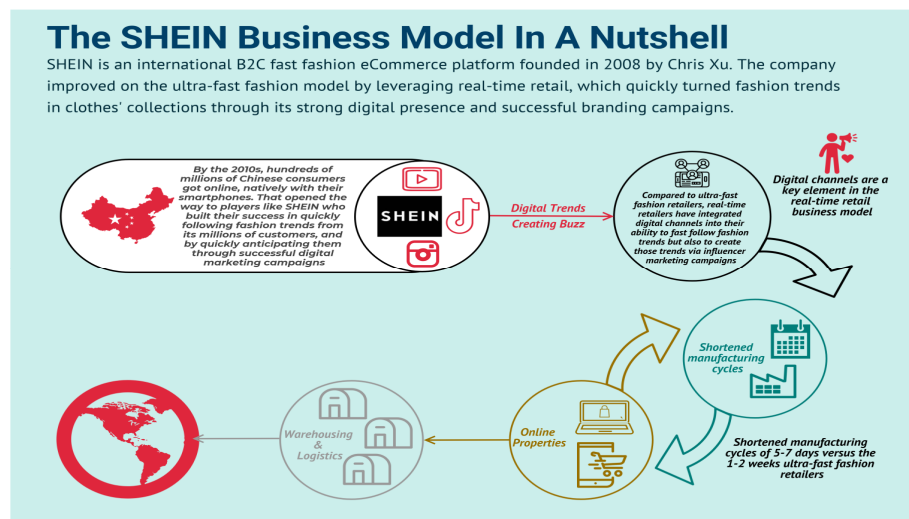 The SHEIN Business Model In A Nutshell
SHEIN is an international B2C fast fashion eCommerce platform founded in 2008 by Chris Xu. The company
improved on the ultra-fast fashion model by leveraging real-time retail, which quickly turned fashion trends
in clothes' collections through its strong digital presence and successful branding campaigns.
By the 2010s, hundreds of
millions of Chinese consumers
got online, natively with their
smartphones. That opened the
way to players like SHEIN who
built their success in quickly
following fashion trends from
its millions of customers, and
by quickly anticipating them
through successful digital
marketing campaigns
SHEIN
Digital Trends
Creating Buzz
Compared to ultra-fast
fashion retailers, real-time
retailers have integrated
digital channels into their
ability to fast follow fashion
trends but also to create
those trends via influencer
marketing campaigns
Digital channels are a
key element in the
real-time retail
business model
Shortened
manufacturing
cycles
Shortened manufacturing
cycles of 5-7 days versus the
1-2 weeks ultra-fast fashion
retailers
Online
Properties
Warehousing
&
Logistics